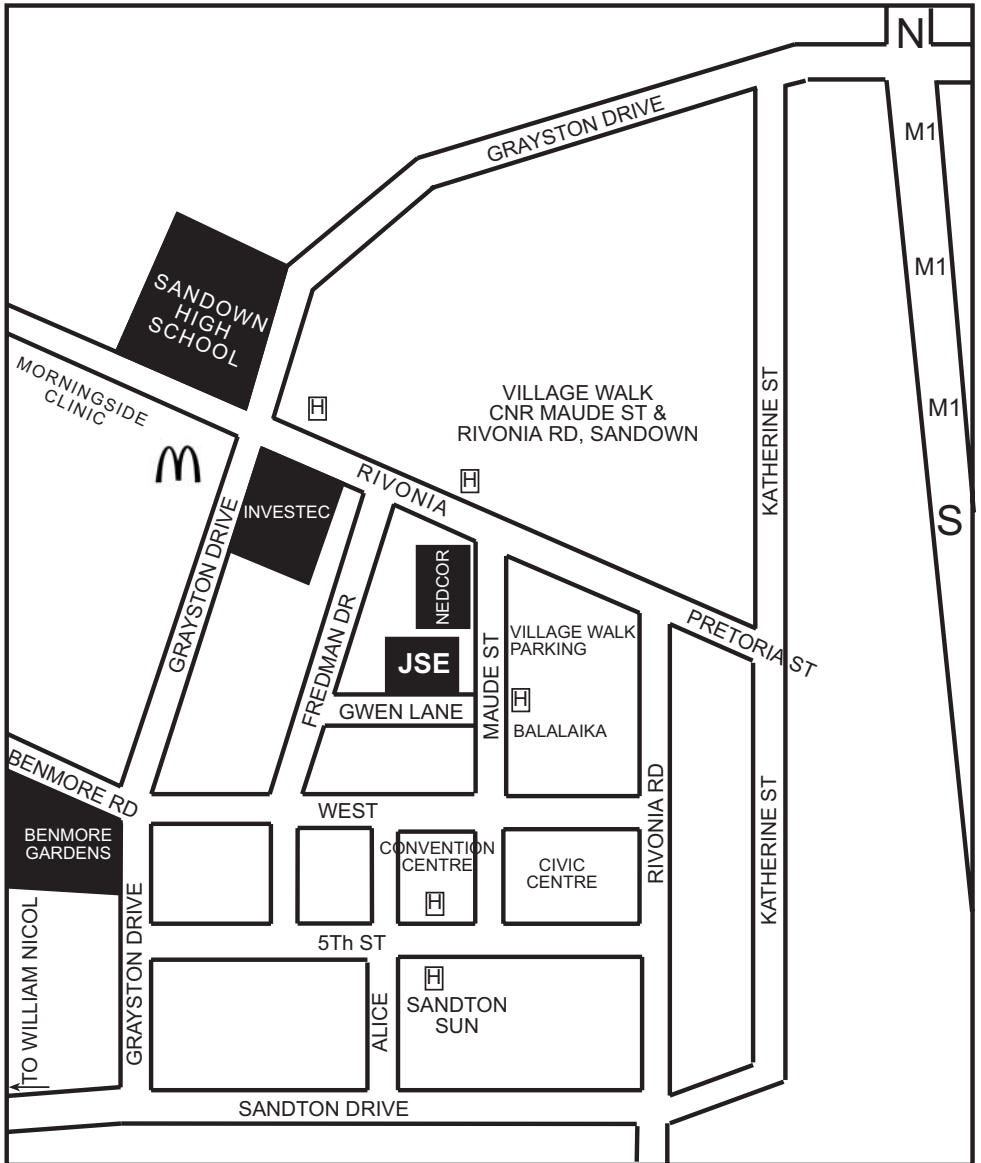 N
M1
GRAYSTON DRIVE
M1
SANDOWN
HIGH
SCHOOL
MORNINGSIDE
CLINIC
H
VILLAGE WALK
CNR MAUDE ST &
RIVONIA RD, SANDOWN
KATHERINE ST
M1
RIVONIA
H
INVESTEC
GRAYSTON DRIVE
S
NEDCOR
FREDMAN DR
JSE
MAUDE ST
VILLAGE WALK
PARKING
PRETORIA ST
GWEN LANE
H
BALALAIKA
BENMORE RD
WEST
RIVONIA RD
KATHERINE ST
BENMORE
GARDENS
CONVENTION
CENTRE
H
CIVIC
CENTRE
TO WILLIAM NICOL
GRAYSTON DRIVE
5Th ST
ALICE
H
SANDTON
SUN
SANDTON DRIVE